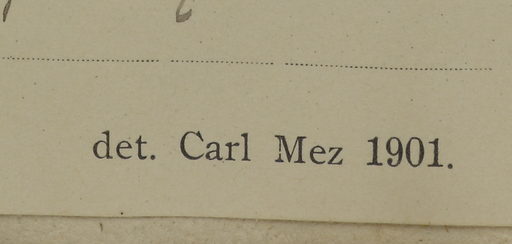 det. Carl Mez 1901.